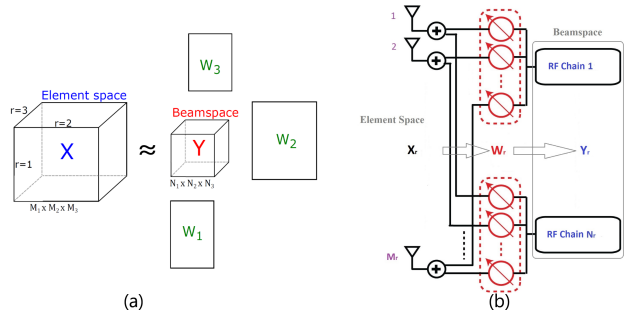 Element space
r=3
r=2
r=1
X
M₁ x M₂ x M₃
≈
W₃
Beamspace
Y
N₁ x N₂ x N₃
W₂
W₁
(a)
1
2
Beamspace
RF Chain 1
Element Space
Xᵣ
Wᵣ
Yᵣ
RF Chain Nᵣ
Mᵣ
(b)